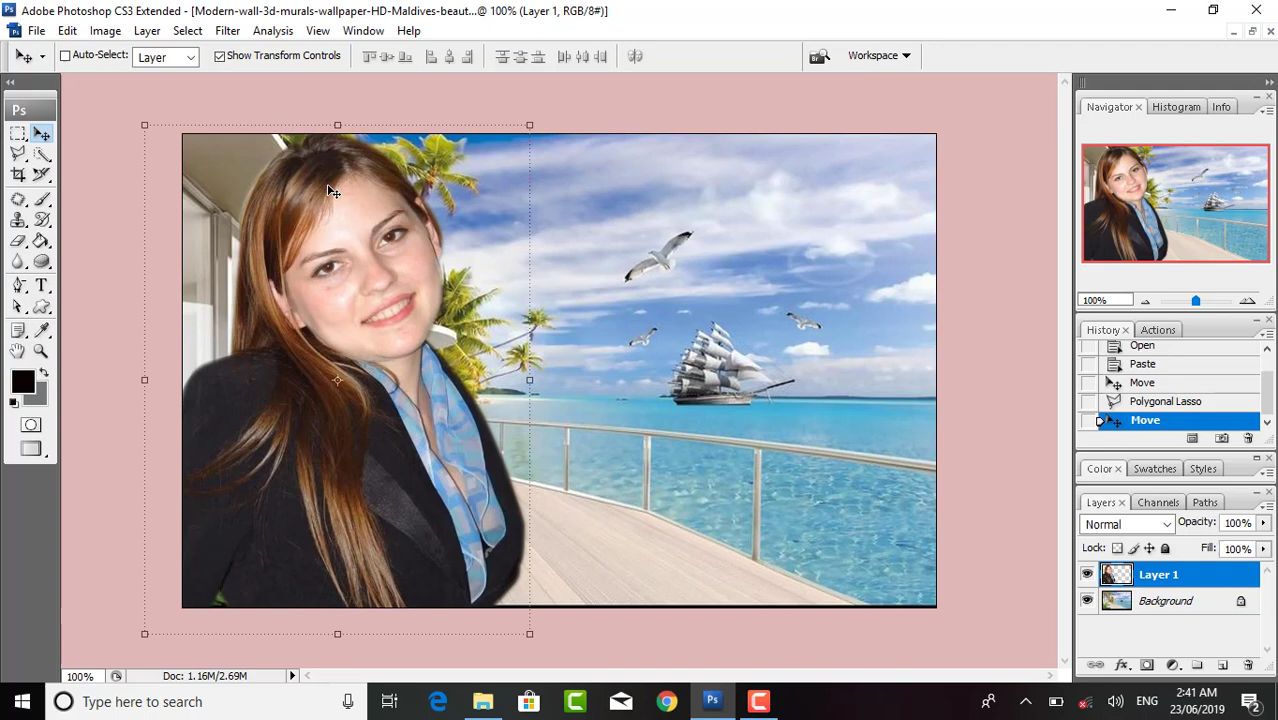 Adobe Photoshop CS3 Extended - [Modern-wall-3d-murals-wallpaper-HD-Maldives-beaut...@ 100% (Layer 1, RGB/8#)]
File Edit Image Layer Select Filter Analysis View Window Help
Auto-Select: Layer Show Transform Controls Workspace
Ps
Navigator Histogram Info
100%
History Actions
Open
Paste
Move
Polygonal Lasso
Move
Color Swatches Styles
Layers Channels Paths
Normal Opacity: 100%
Lock: Fill: 100%
Layer 1
Background
100% Doc: 1.16M/2.69M
Type here to search
ENG
2:41 AM
23/06/2019
2